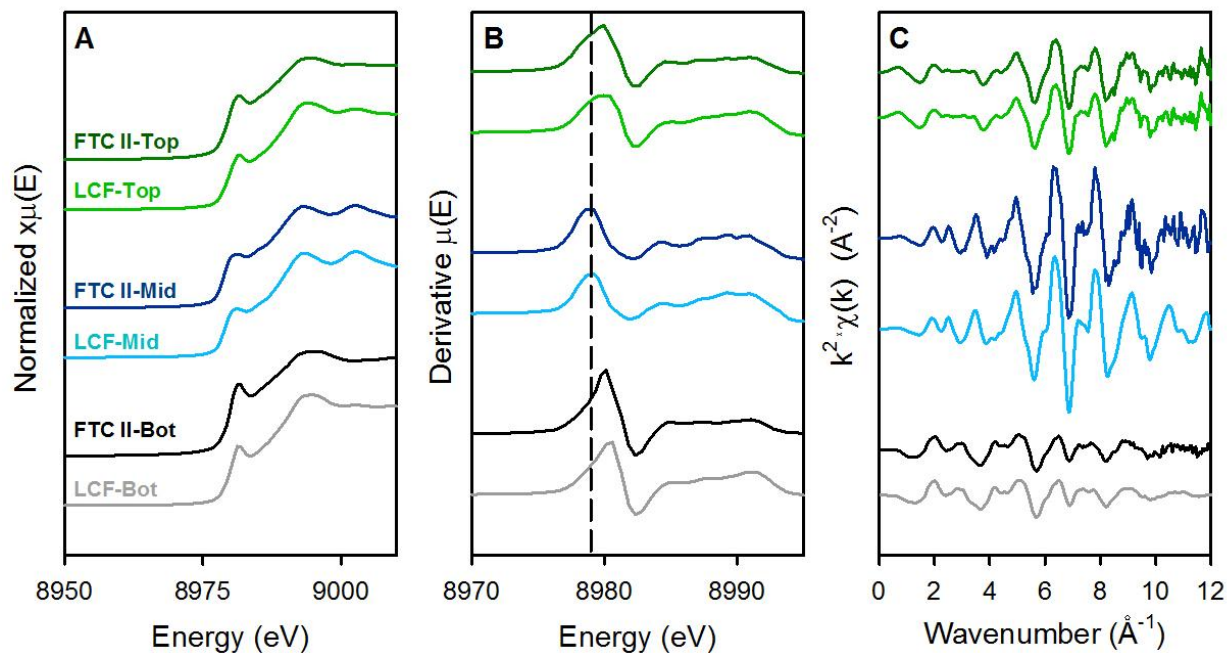 A
B
C
FTC II-Top
LCF-Top
FTC II-Mid
LCF-Mid
FTC II-Bot
LCF-Bot
Normalized xμ(E)
Derivative μ(E)
k²ˣχ(k) (A⁻²)
8950 8975 9000
8970 8980 8990
0 2 4 6 8 10 12
Energy (eV)
Energy (eV)
Wavenumber (Å⁻¹)